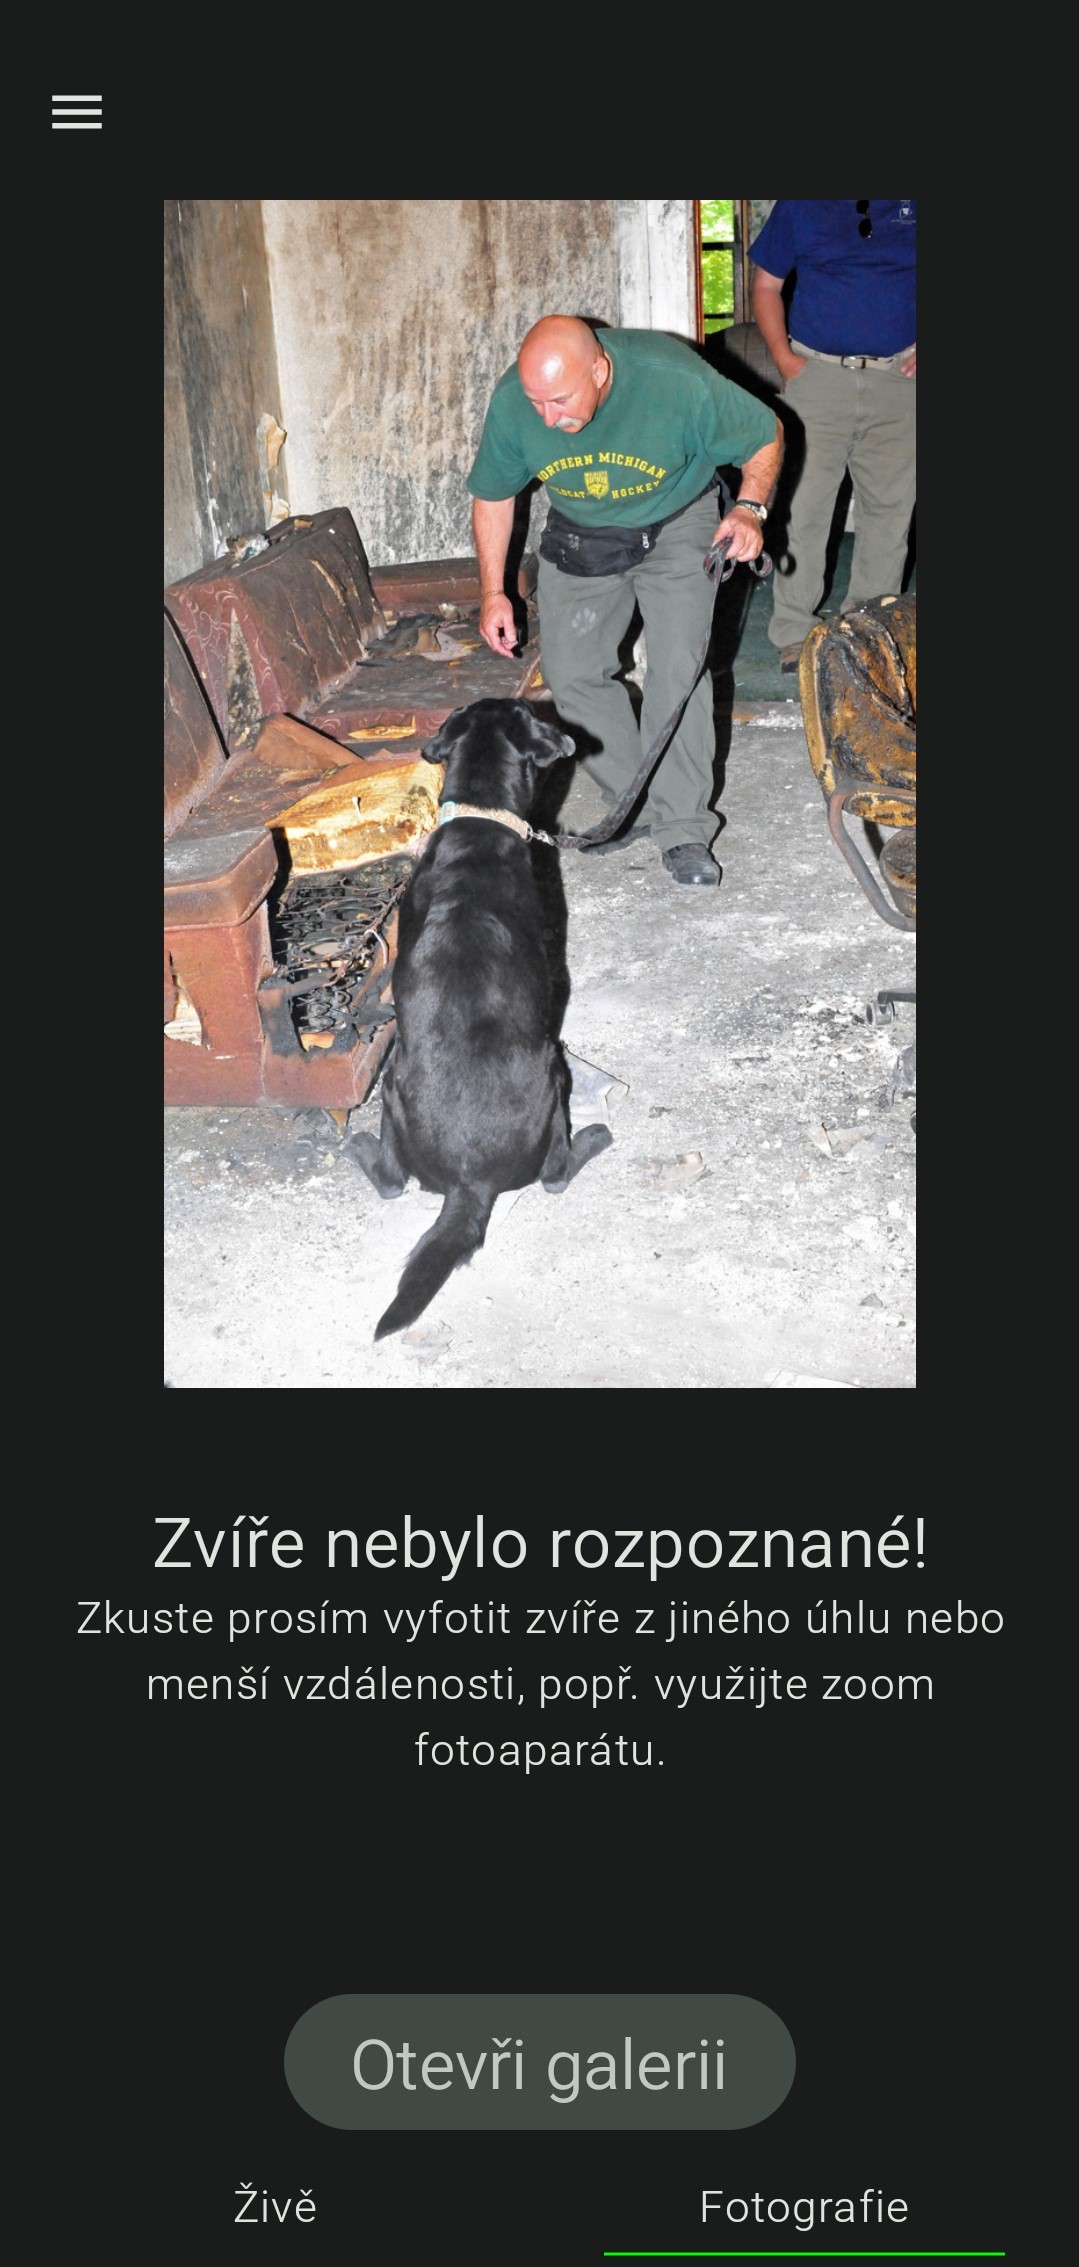 NORTHERN MICHIGAN
WILDCAT HOCKEY
Zvíře nebylo rozpoznané!
Zkuste prosím vyfotit zvíře z jiného úhlu nebo
menší vzdálenosti, popř. využijte zoom
fotoaparátu.
Otevři galerii
Živě
Fotografie